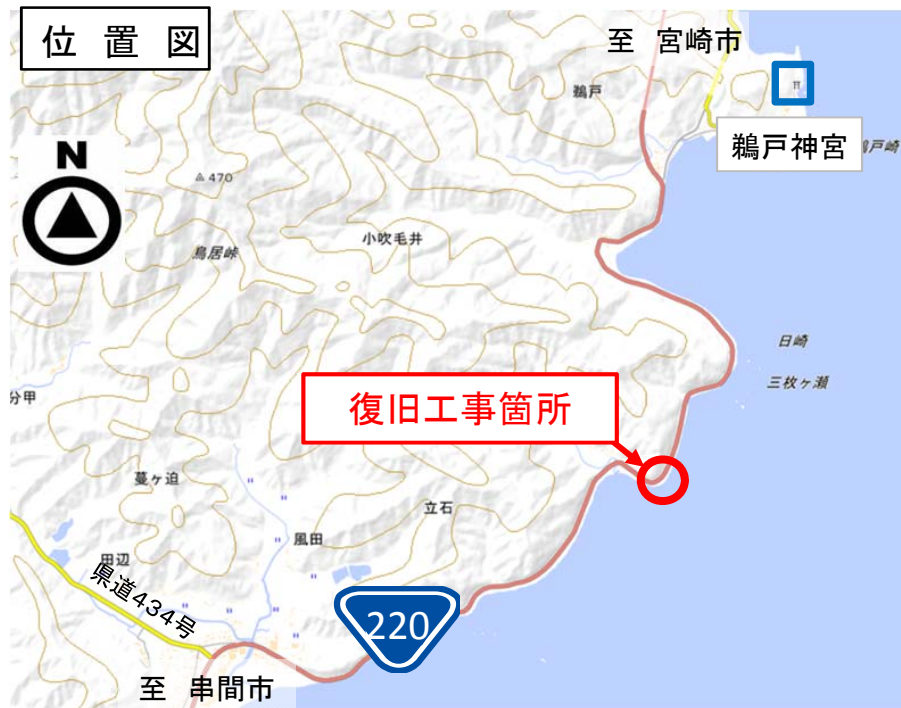 位置図
至 宮崎市
鵜戸
鵜戸神宮
戸崎
N
470
小吹毛井
鳥居峠
日崎
三枚ヶ瀬
復旧工事箇所
分甲
蔓ヶ迫
立石
風田
田辺
県道434号
220
至 串間市